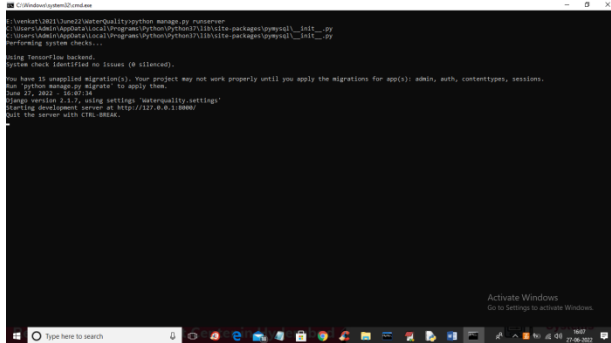 C:\Windows\system32\cmd.exe
E:\venkat\2021\June22\WaterQuality>python manage.py runserver
C:\Users\Admin\AppData\Local\Programs\Python\Python37\lib\site-packages\pymysql\__init__.py
C:\Users\Admin\AppData\Local\Programs\Python\Python37\lib\site-packages\pymysql\__init__.py
Performing system checks...
Using TensorFlow backend.
System check identified no issues (0 silenced).
You have 15 unapplied migration(s). Your project may not work properly until you apply the migrations for app(s): admin, auth, contenttypes, sessions.
Run 'python manage.py migrate' to apply them.
June 27, 2022 - 16:07:34
Django version 2.1.7, using settings 'Waterquality.settings'
Starting development server at http://127.0.0.1:8000/
Quit the server with CTRL-BREAK.
Activate Windows
Go to Settings to activate Windows.
Type here to search
16:07
27-06-2022